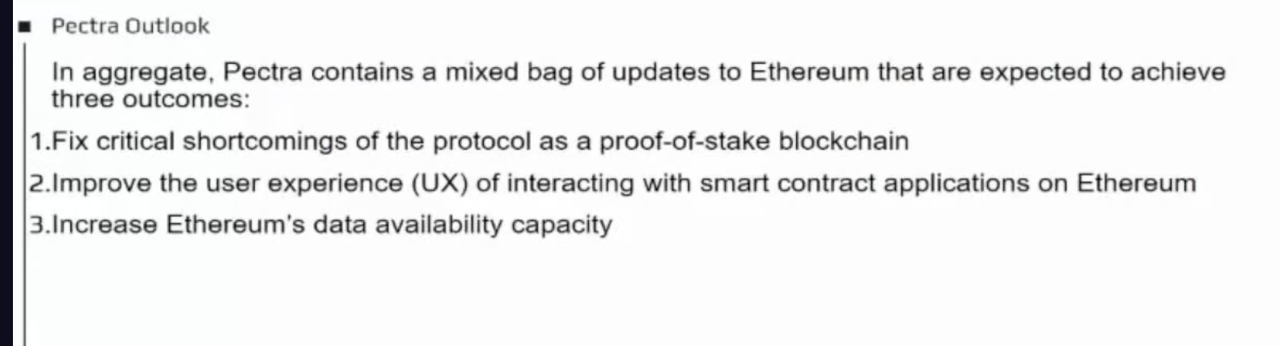 Pectra Outlook
In aggregate, Pectra contains a mixed bag of updates to Ethereum that are expected to achieve
three outcomes:
1.Fix critical shortcomings of the protocol as a proof-of-stake blockchain
2.Improve the user experience (UX) of interacting with smart contract applications on Ethereum
3.Increase Ethereum's data availability capacity